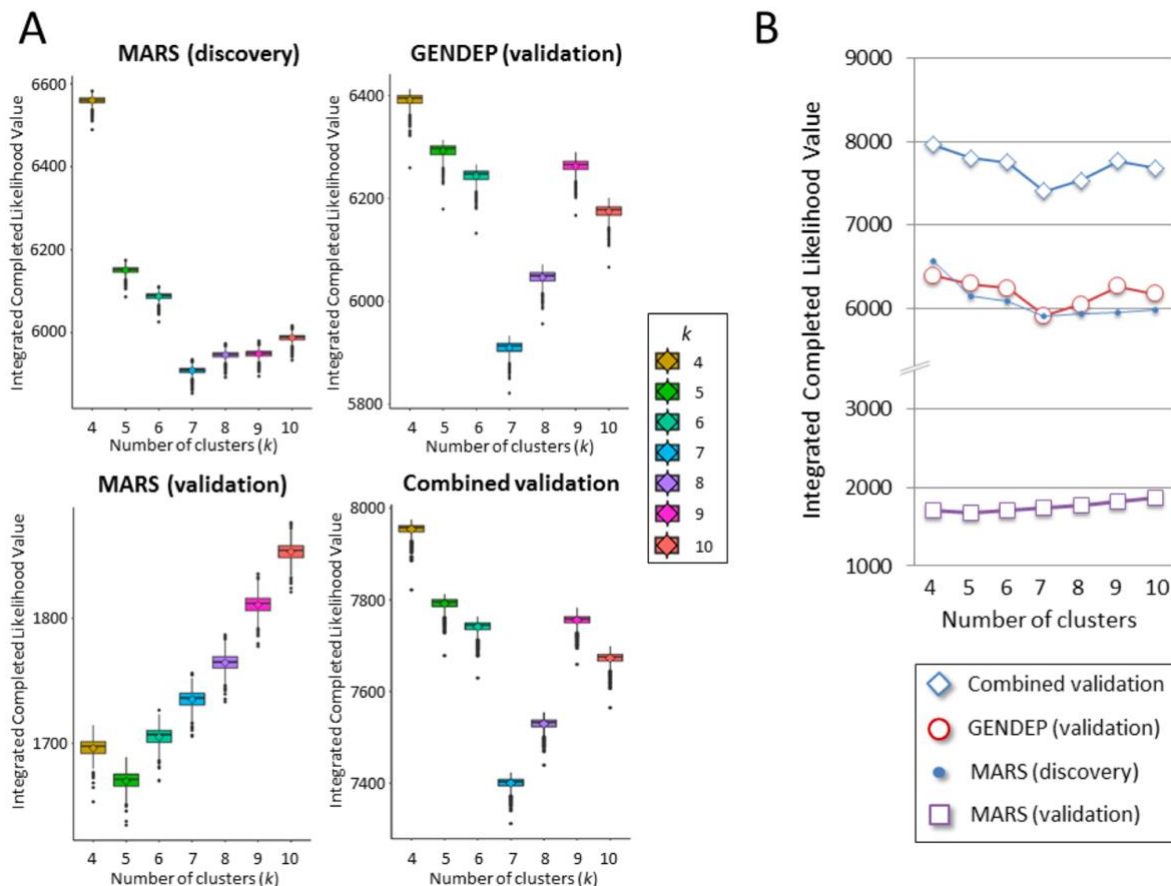 A
B
MARS (discovery)
GENDEP (validation)
Integrated Completed Likelihood Value
6600
6400
6200
6000
4 5 6 7 8 9 10
Number of clusters (k)
Integrated Completed Likelihood Value
6400
6200
6000
5800
4 5 6 7 8 9 10
Number of clusters (k)
k
4
5
6
7
8
9
10
MARS (validation)
Combined validation
Integrated Completed Likelihood Value
1800
1700
4 5 6 7 8 9 10
Number of clusters (k)
Integrated Completed Likelihood Value
8000
7800
7600
7400
4 5 6 7 8 9 10
Number of clusters (k)
Integrated Completed Likelihood Value
9000
8000
7000
6000
3000
2000
1000
4 5 6 7 8 9 10
Number of clusters
Combined validation
GENDEP (validation)
MARS (discovery)
MARS (validation)